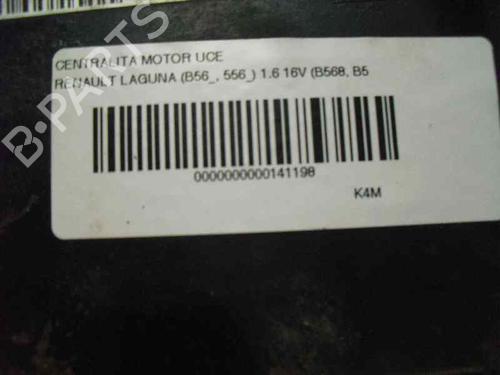 CENTRALITA MOTOR UCE
RENAULT LAGUNA (B56_, 556_) 1.6 16V (B568, B5
0000000000141198
K4M
B-PARTS